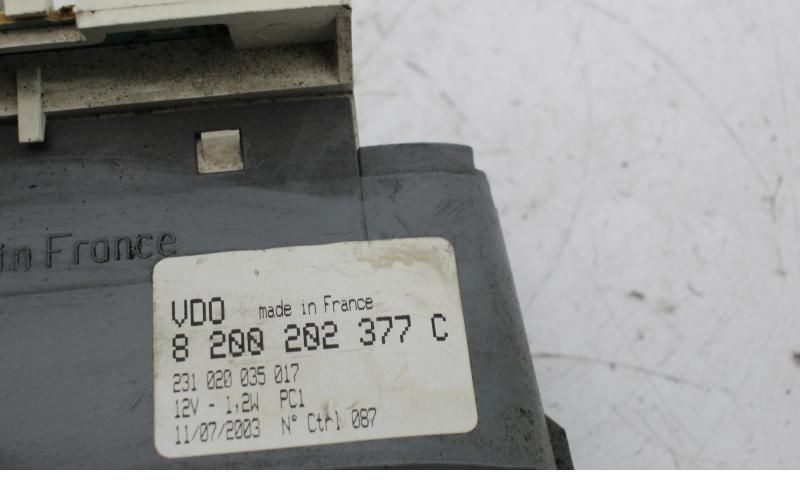 in France
VDO made in France
8 200 202 377 C
231 020 035 017
12V - 1,2W PC1
11/07/2003 N° Ctrl 087